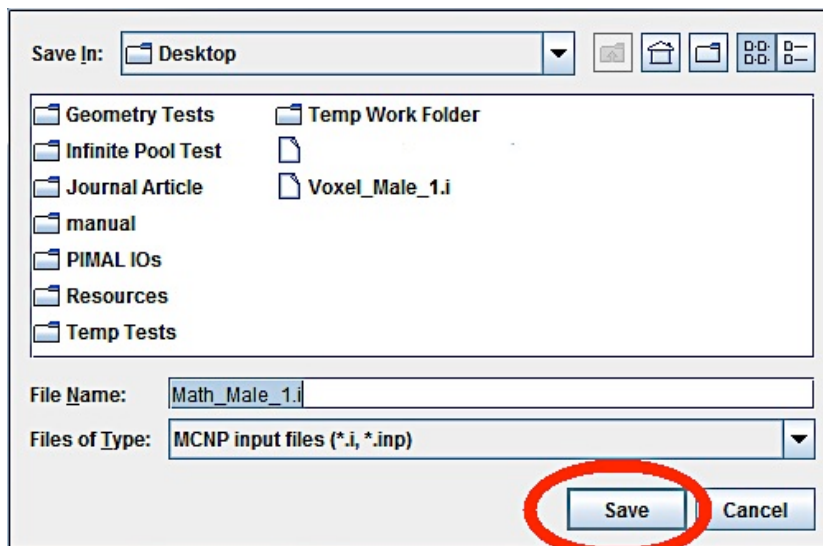 Save In: Desktop
Geometry Tests
Infinite Pool Test
Journal Article
manual
PIMAL IOs
Resources
Temp Tests
Temp Work Folder
Voxel_Male_1.i
File Name: Math_Male_1.i
Files of Type: MCNP input files (*.i, *.inp)
Save Cancel